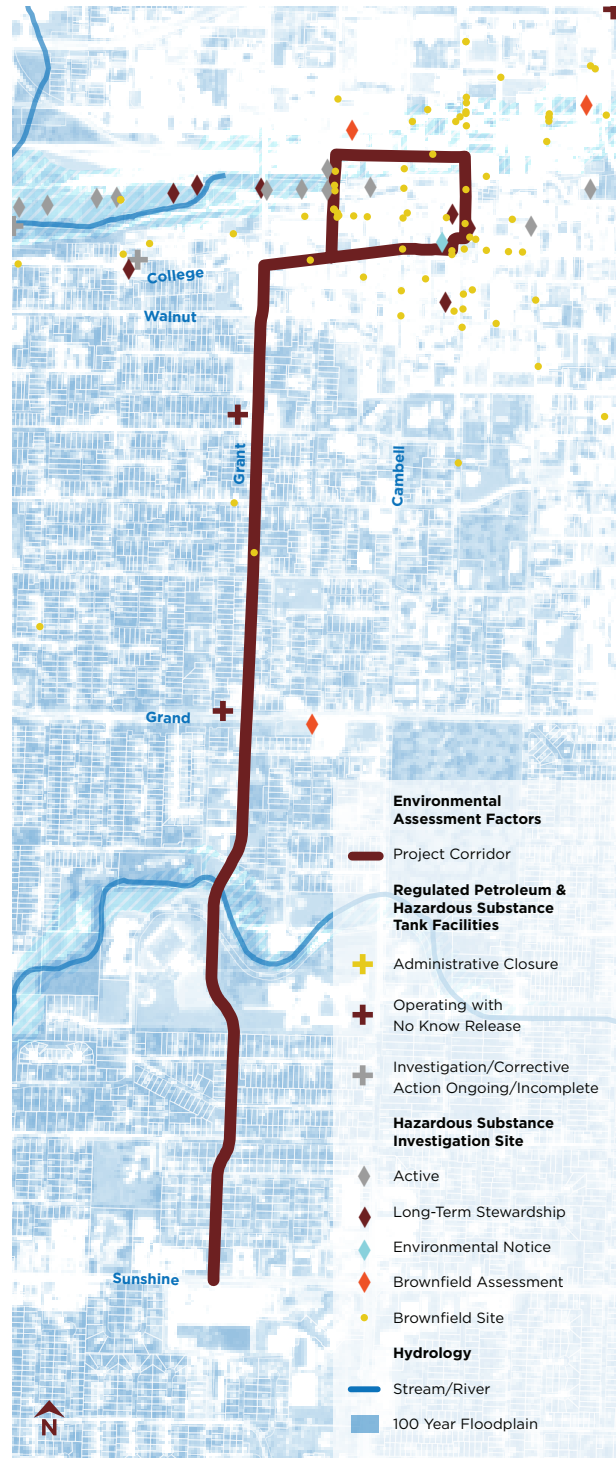 College
Walnut
Grant
Cambell
Grand
Environmental
Assessment Factors
Project Corridor
Regulated Petroleum &
Hazardous Substance
Tank Facilities
Administrative Closure
Operating with
No Know Release
Investigation/Corrective
Action Ongoing/Incomplete
Hazardous Substance
Investigation Site
Active
Long-Term Stewardship
Environmental Notice
Brownfield Assessment
Brownfield Site
Hydrology
Stream/River
100 Year Floodplain
Sunshine
N